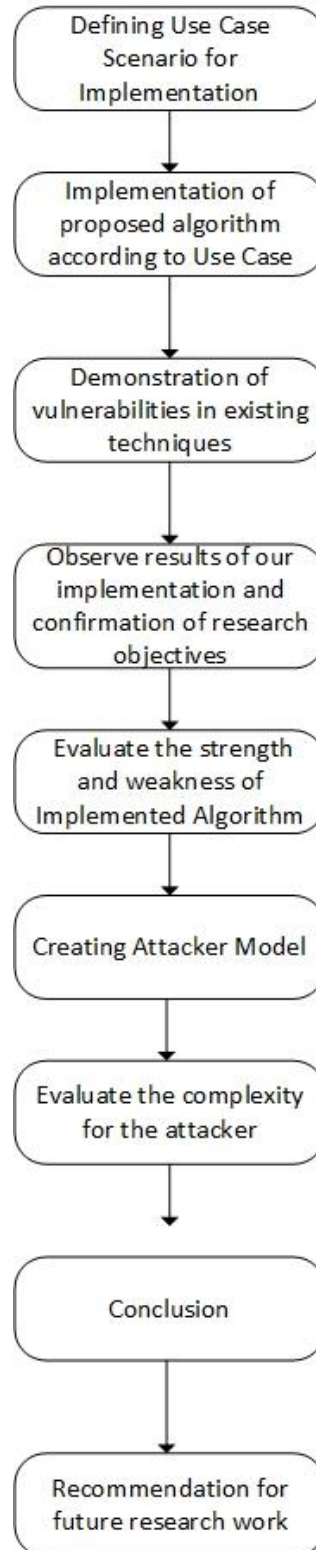 Defining Use Case
Scenario for
Implementation
Implementation of
proposed algorithm
according to Use Case
Demonstration of
vulnerabilities in existing
techniques
Observe results of our
implementation and
confirmation of research
objectives
Evaluate the strength
and weakness of
Implemented Algorithm
Creating Attacker Model
Evaluate the complexity
for the attacker
Conclusion
Recommendation for
future research work